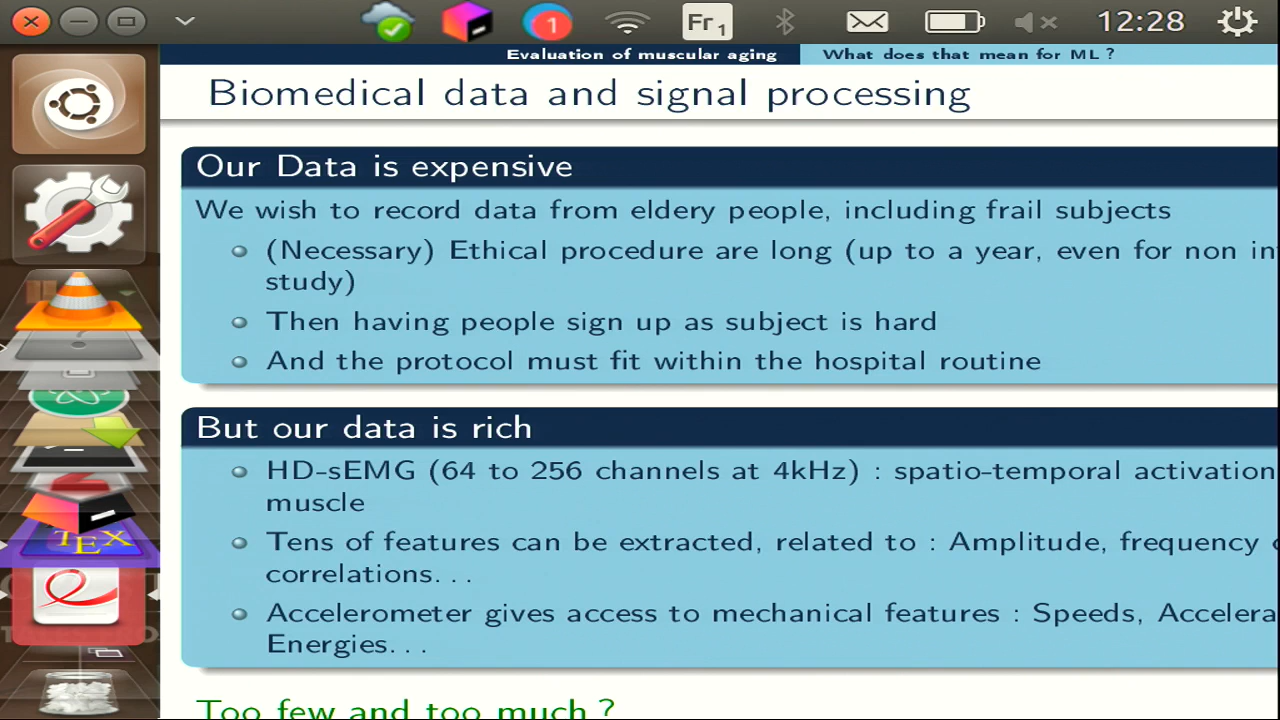 Fr1
12:28
1
Evaluation of muscular aging
What does that mean for ML ?
Biomedical data and signal processing
Our Data is expensive
We wish to record data from eldery people, including frail subjects
(Necessary) Ethical procedure are long (up to a year, even for non in
study)
Then having people sign up as subject is hard
And the protocol must fit within the hospital routine
But our data is rich
HD-sEMG (64 to 256 channels at 4kHz) : spatio-temporal activation
muscle
Tens of features can be extracted, related to : Amplitude, frequency
correlations...
Accelerometer gives access to mechanical features : Speeds, Accelera
Energies...
Too few and too much ?
TEX